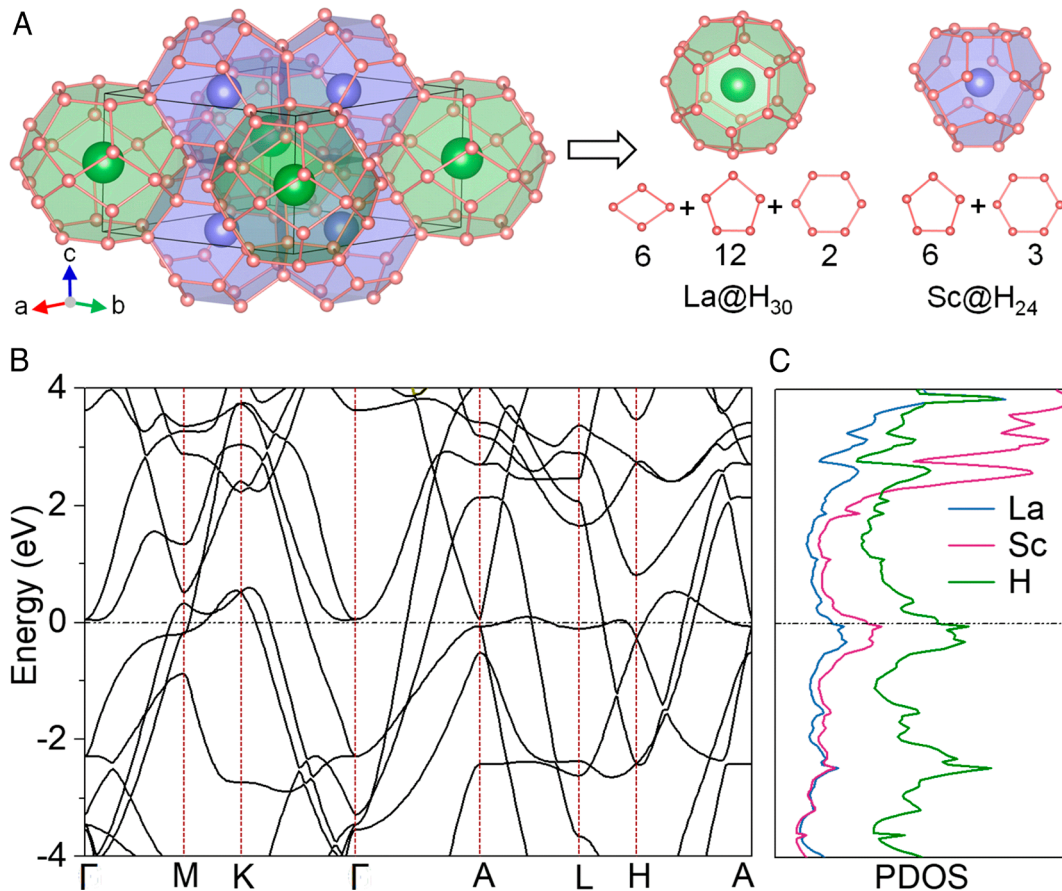 A
c
a
b
6 + 12 + 2
La@H30
6 + 3
Sc@H24
B
4
2
0
-2
-4
Energy (eV)
Γ M K Γ A L H A
C
La
Sc
H
PDOS